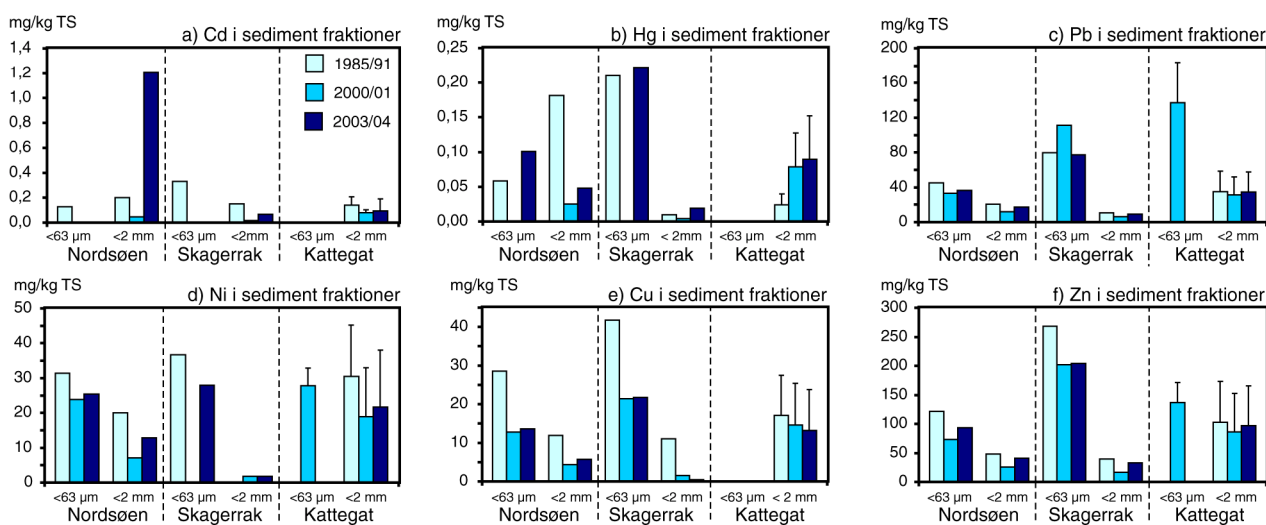 mg/kg TS
a) Cd i sediment fraktioner
1,4
1,2
1,0
0,8
0,6
0,4
0,2
0,0
1985/91
2000/01
2003/04
<63 µm <2 mm <63 µm <2mm <63 µm <2 mm
Nordsøen Skagerrak Kattegat
mg/kg TS
b) Hg i sediment fraktioner
0,25
0,20
0,15
0,10
0,05
0,00
<63 µm <2 mm <63 µm < 2mm <63 µm <2 mm
Nordsøen Skagerrak Kattegat
mg/kg TS
c) Pb i sediment fraktioner
200
160
120
80
40
0
<63 µm <2 mm <63 µm <2 mm <63 µm <2 mm
Nordsøen Skagerrak Kattegat
mg/kg TS
d) Ni i sediment fraktioner
50
40
30
20
10
0
<63 µm <2 mm <63 µm <2 mm <63 µm <2 mm
Nordsøen Skagerrak Kattegat
mg/kg TS
e) Cu i sediment fraktioner
40
30
20
10
0
<63 µm <2 mm <63 µm <2 mm <63 µm < 2 mm
Nordsøen Skagerrak Kattegat
mg/kg TS
f) Zn i sediment fraktioner
300
250
200
150
100
50
0
<63 µm <2 mm <63 µm <2 mm <63 µm <2 mm
Nordsøen Skagerrak Kattegat